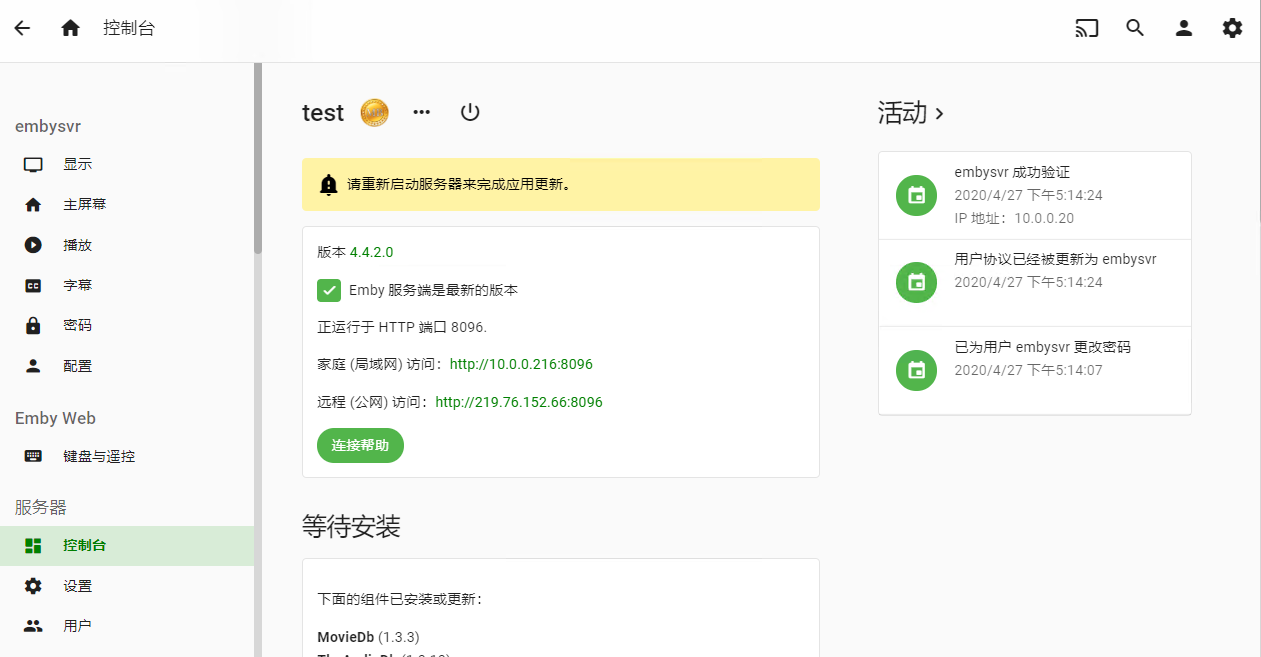 控制台
embysvr
显示
主屏幕
播放
字幕
密码
配置
Emby Web
键盘与遥控
服务器
控制台
设置
用户
test
请重新启动服务器来完成应用更新。
版本 4.4.2.0
Emby 服务端是最新的版本
正运行于 HTTP 端口 8096.
家庭 (局域网) 访问：http://10.0.0.216:8096
远程 (公网) 访问：http://219.76.152.66:8096
连接帮助
等待安装
下面的组件已安装或更新：
MovieDb (1.3.3)
活动
embysvr 成功验证
2020/4/27 下午5:14:24
IP 地址：10.0.0.20
用户协议已经被更新为 embysvr
2020/4/27 下午5:14:24
已为用户 embysvr 更改密码
2020/4/27 下午5:14:07